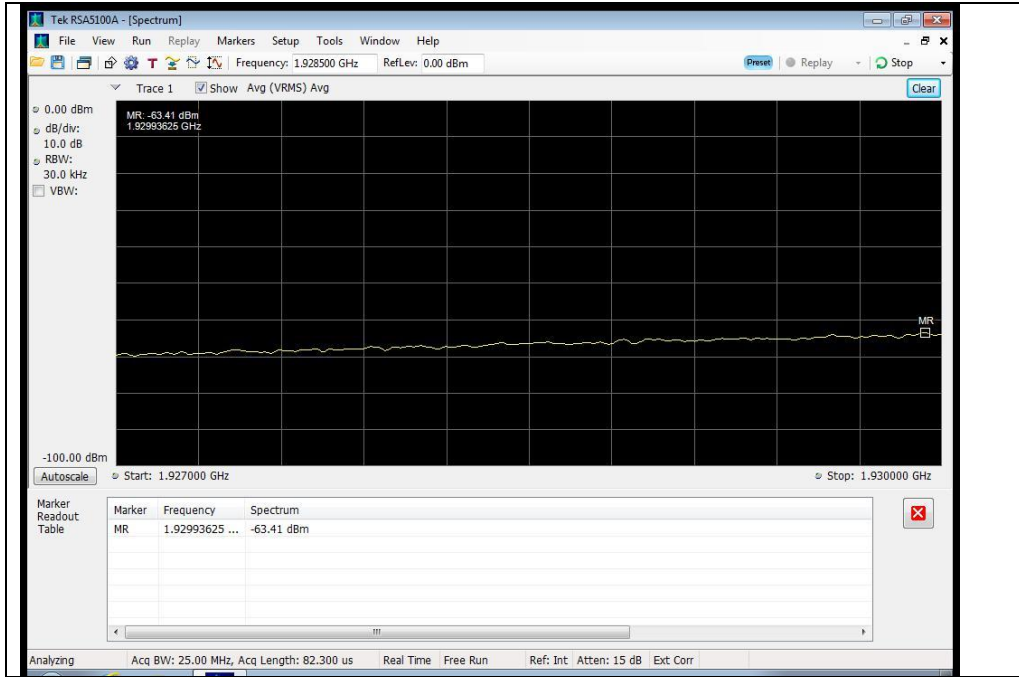 Tek RSA5100A - [Spectrum]
File View Run Replay Markers Setup Tools Window Help
T Frequency: 1.928500 GHz RefLev: 0.00 dBm Preset Replay Stop
Trace 1 Show Avg (VRMS) Avg Clear
0.00 dBm
dB/div:
10.0 dB
RBW:
30.0 kHz
VBW:
MR: -63.41 dBm
1.92993625 GHz
MR
-100.00 dBm
Autoscale Start: 1.927000 GHz Stop: 1.930000 GHz
Marker
Readout
Table
Marker Frequency Spectrum
MR 1.92993625 ... -63.41 dBm
Analyzing Acq BW: 25.00 MHz, Acq Length: 82.300 us Real Time Free Run Ref: Int Atten: 15 dB Ext Corr